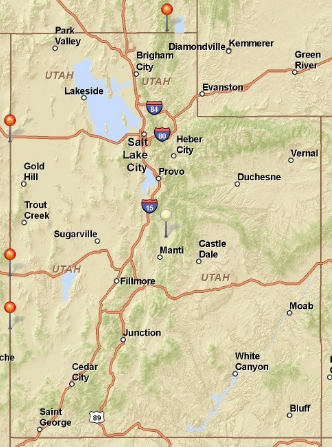 Park
Valley
Diamondville
Kemmerer
Brigham
City
Green
River
UTAH
UTAH
Lakeside
Evanston
84
80
Salt
Lake
City
Heber
City
Vernal
Gold
Hill
Provo
Duchesne
Trout
Creek
15
Sugarville
Manti
Castle
Dale
UTAH
UTAH
Fillmore
Moab
Junction
che
White
Canyon
Cedar
City
Saint
George
89
Bluff